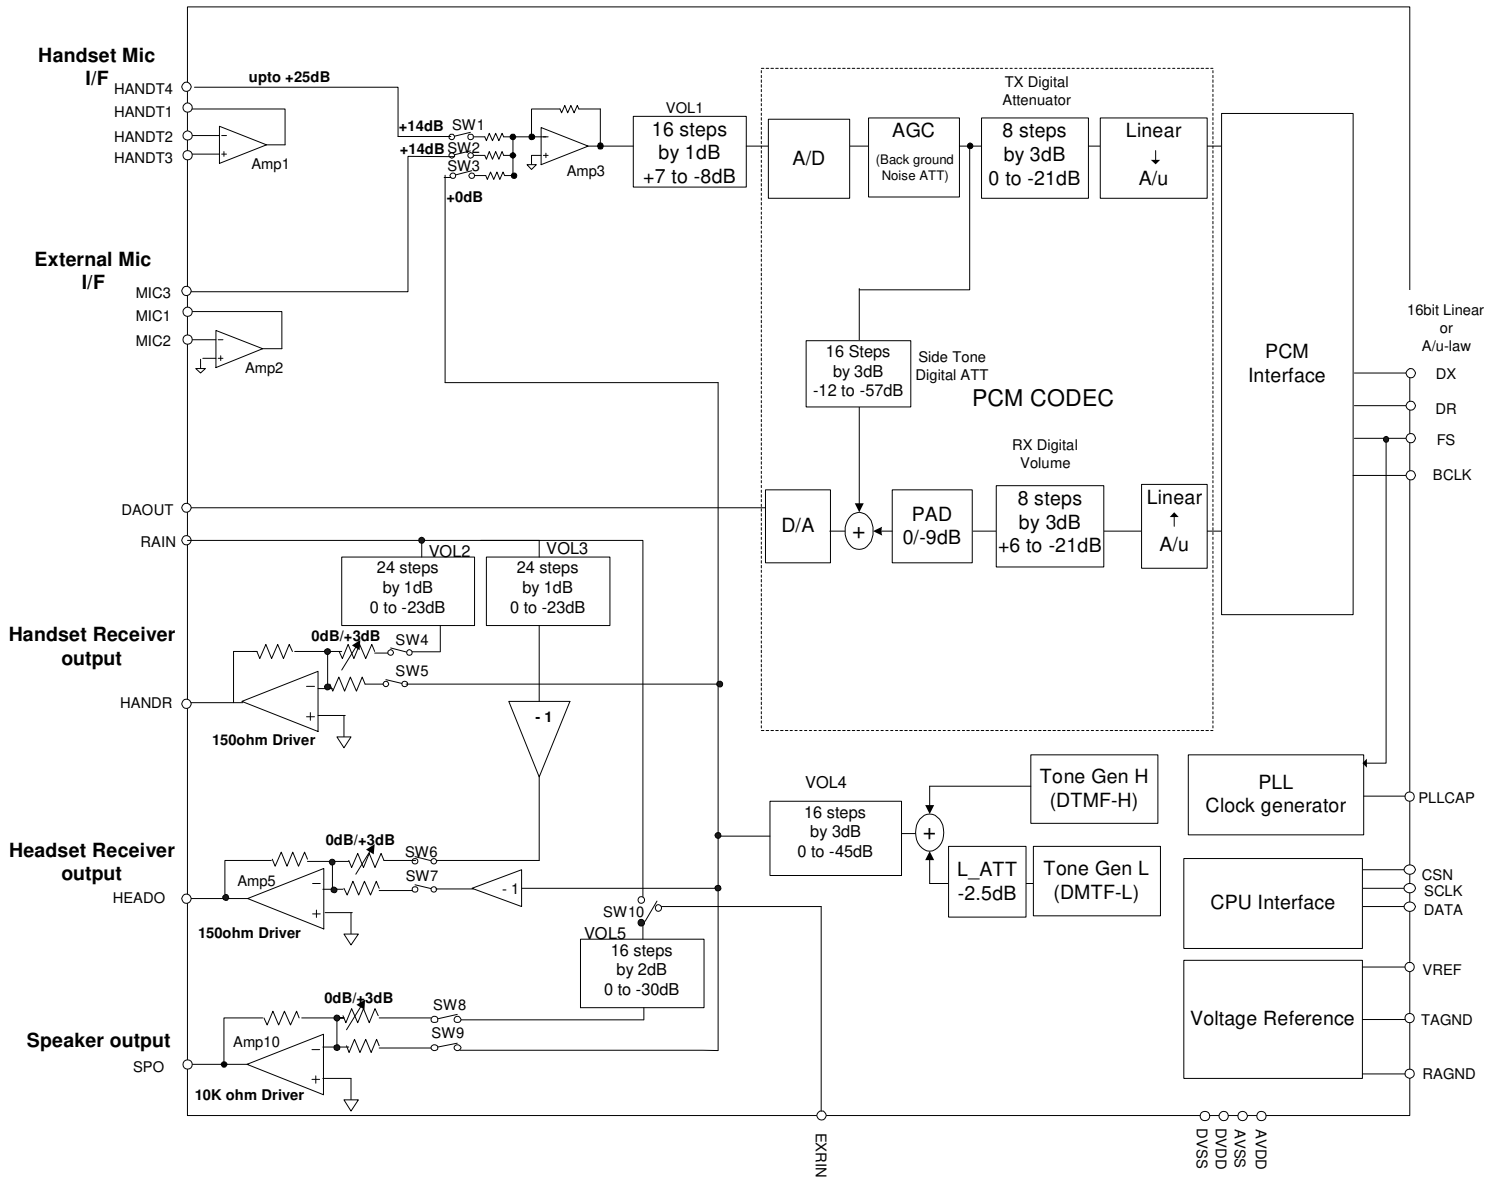 Handset Mic
I/F
HANDT4
upto +25dB
HANDT1
HANDT2
HANDT3
Amp1
+14dB
SW1
+14dB
SW2
SW3
+0dB
Amp3
VOL1
16 steps
by 1dB
+7 to -8dB
A/D
AGC
(Back ground
Noise ATT)
TX Digital
Attenuator
8 steps
by 3dB
0 to -21dB
Linear
↓
A/u
External Mic
I/F
MIC3
MIC1
MIC2
Amp2
16 Steps
by 3dB
-12 to -57dB
Side Tone
Digital ATT
PCM CODEC
PCM
Interface
16bit Linear
or
A/u-law
DX
DR
FS
BCLK
RX Digital
Volume
DAOUT
D/A
+
PAD
0/-9dB
8 steps
by 3dB
+6 to -21dB
Linear
↑
A/u
RAIN
VOL2
24 steps
by 1dB
0 to -23dB
VOL3
24 steps
by 1dB
0 to -23dB
Handset Receiver
output
0dB/+3dB
SW4
SW5
HANDR
−
+
150ohm Driver
- 1
VOL4
16 steps
by 3dB
0 to -45dB
+
Tone Gen H
(DTMF-H)
L_ATT
-2.5dB
Tone Gen L
(DMTF-L)
PLL
Clock generator
PLLCAP
Headset Receiver
output
0dB/+3dB
SW6
SW7
Amp5
- 1
HEADO
−
+
150ohm Driver
CPU Interface
CSN
SCLK
DATA
SW10
VOL5
16 steps
by 2dB
0 to -30dB
Speaker output
0dB/+3dB
SW8
SW9
Amp10
SPO
−
+
10K ohm Driver
Voltage Reference
VREF
TAGND
RAGND
EXRIN
DVSS
DVDD
AVSS
AVDD